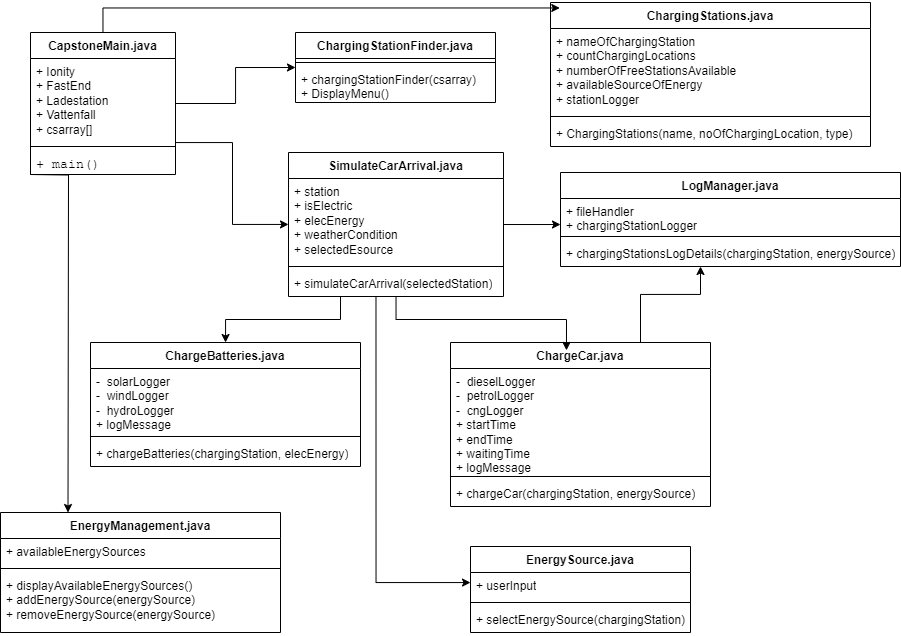 CapstoneMain.java
+ Ionity
+ FastEnd
+ Ladestation
+ Vattenfall
+ csarray[]
+ main()
ChargingStationFinder.java
+ chargingStationFinder(csarray)
+ DisplayMenu()
ChargingStations.java
+ nameOfChargingStation
+ countChargingLocations
+ numberOfFreeStationsAvailable
+ availableSourceOfEnergy
+ stationLogger
+ ChargingStations(name, noOfChargingLocation, type)
SimulateCarArrival.java
+ station
+ isElectric
+ elecEnergy
+ weatherCondition
+ selectedEsource
+ simulateCarArrival(selectedStation)
LogManager.java
+ fileHandler
+ chargingStationLogger
+ chargingStationsLogDetails(chargingStation, energySource)
ChargeBatteries.java
- solarLogger
- windLogger
- hydroLogger
+ logMessage
+ chargeBatteries(chargingStation, elecEnergy)
ChargeCar.java
- dieselLogger
- petrolLogger
- cngLogger
+ startTime
+ endTime
+ waitingTime
+ logMessage
+ chargeCar(chargingStation, energySource)
EnergyManagement.java
+ availableEnergySources
+ displayAvailableEnergySources()
+ addEnergySource(energySource)
+ removeEnergySource(energySource)
EnergySource.java
+ userInput
+ selectEnergySource(chargingStation)